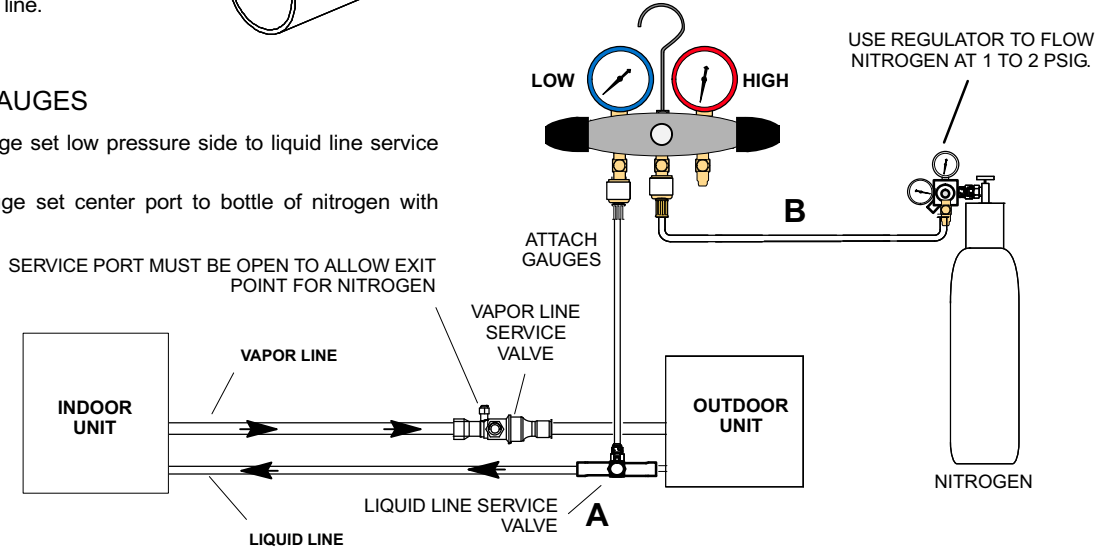 line.
USE REGULATOR TO FLOW
NITROGEN AT 1 TO 2 PSIG.
LOW
HIGH
AUGES
ge set low pressure side to liquid line service
ge set center port to bottle of nitrogen with
B
ATTACH
GAUGES
SERVICE PORT MUST BE OPEN TO ALLOW EXIT
POINT FOR NITROGEN
VAPOR LINE
SERVICE
VALVE
VAPOR LINE
INDOOR
UNIT
OUTDOOR
UNIT
NITROGEN
LIQUID LINE SERVICE
VALVE
A
LIQUID LINE